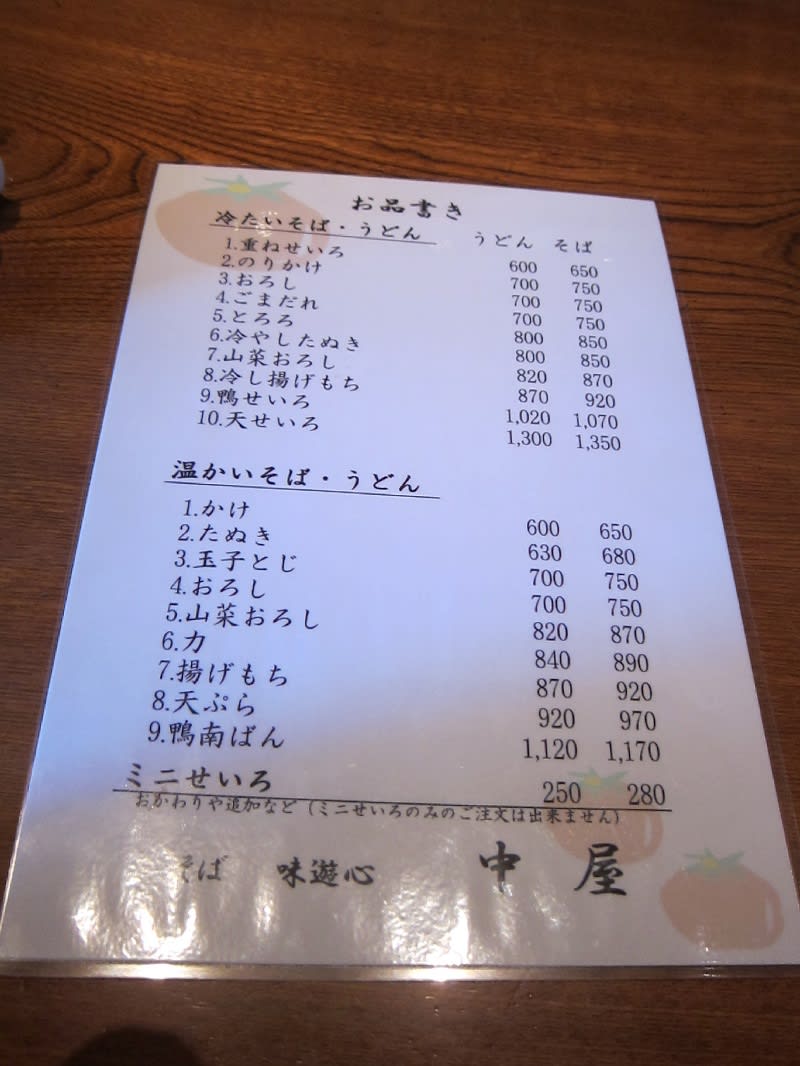 お品書き
冷たいそば・うどん うどん そば
1.重ねせいろ 600 650
2.のりかけ 700 750
3.おろし 700 750
4.ごまだれ 700 750
5.とろろ 800 850
6.冷やしたぬき 800 850
7.山菜おろし 820 870
8.冷し揚げもち 870 920
9.鴨せいろ 1,020 1,070
10.天せいろ 1,300 1,350
温かいそば・うどん
1.かけ 600 650
2.たぬき 630 680
3.玉子とじ 700 750
4.おろし 700 750
5.山菜おろし 820 870
6.力 840 890
7.揚げもち 870 920
8.天ぷら 920 970
9.鴨南ばん 1,120 1,170
ミニせいろ 250 280
おかわりや追加など（ミニせいろのみのご注文は出来ません）
そば 味遊心 中屋